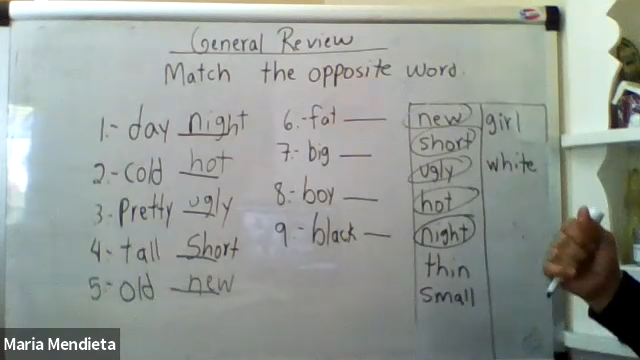 General Review
Match the opposite word.
1.- day night
2.- cold hot
3.- Pretty ugly
4- tall Short
5- old new
6.- fat
7.- big
8.- boy
9.- black
new
short
ugly
hot
night
thin
small
girl
white
Maria Mendieta